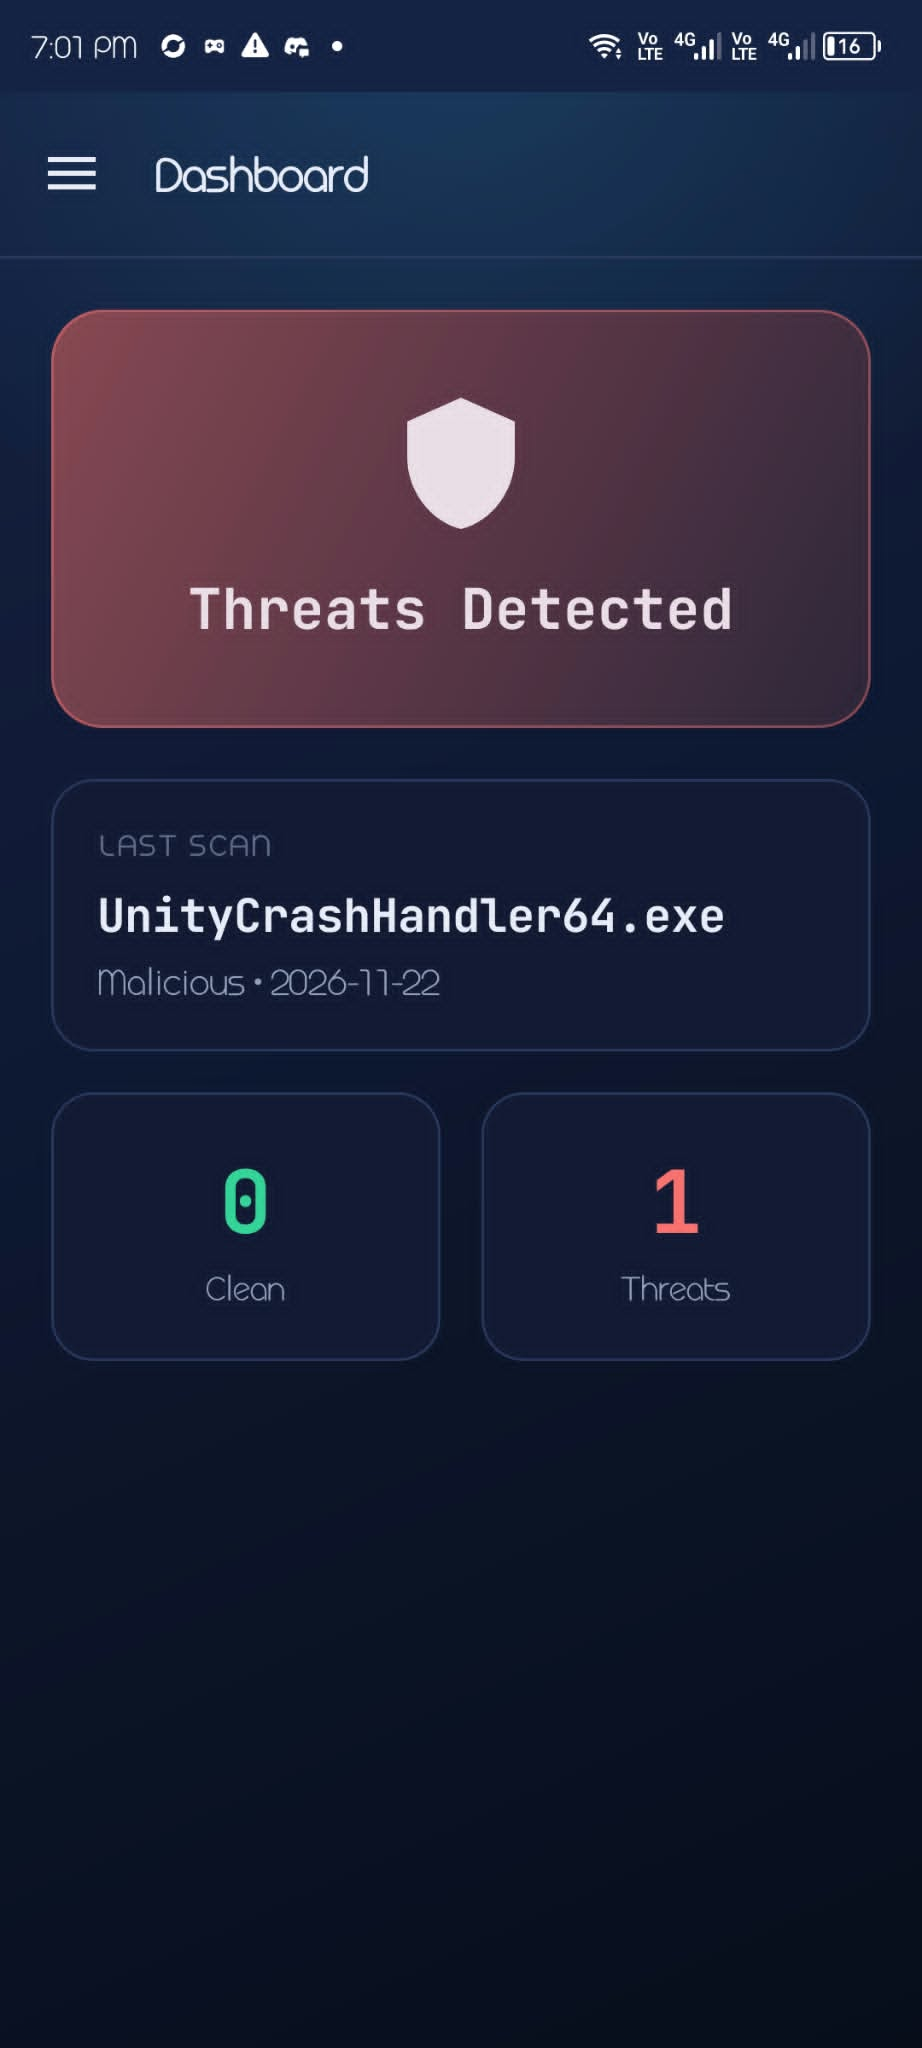 7:01 PM
Vo LTE 4G Vo LTE 4G 16
Dashboard
Threats Detected
LAST SCAN
UnityCrashHandler64.exe
Malicious • 2026-11-22
0 1
Clean Threats